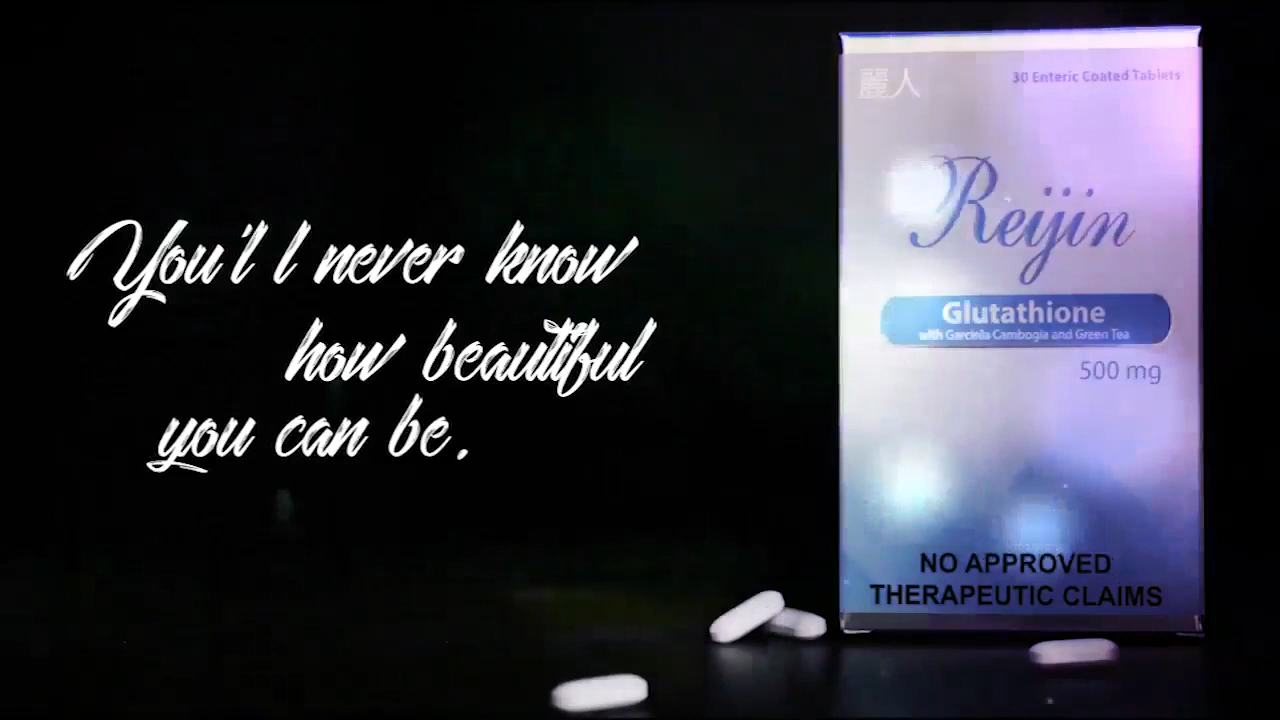 You'l l never know
how beautiful
you can be.
麗人
30 Enteric Coated Tablets
Reijin
Glutathione
with Garcinia Cambogia and Green Tea
500 mg
NO APPROVED
THERAPEUTIC CLAIMS